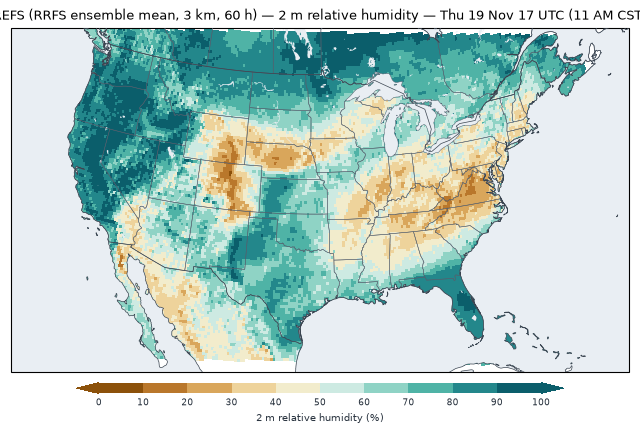 EFS (RRFS ensemble mean, 3 km, 60 h) — 2 m relative humidity — Thu 19 Nov 17 UTC (11 AM CST
0 10 20 30 40 50 60 70 80 90 100
2 m relative humidity (%)